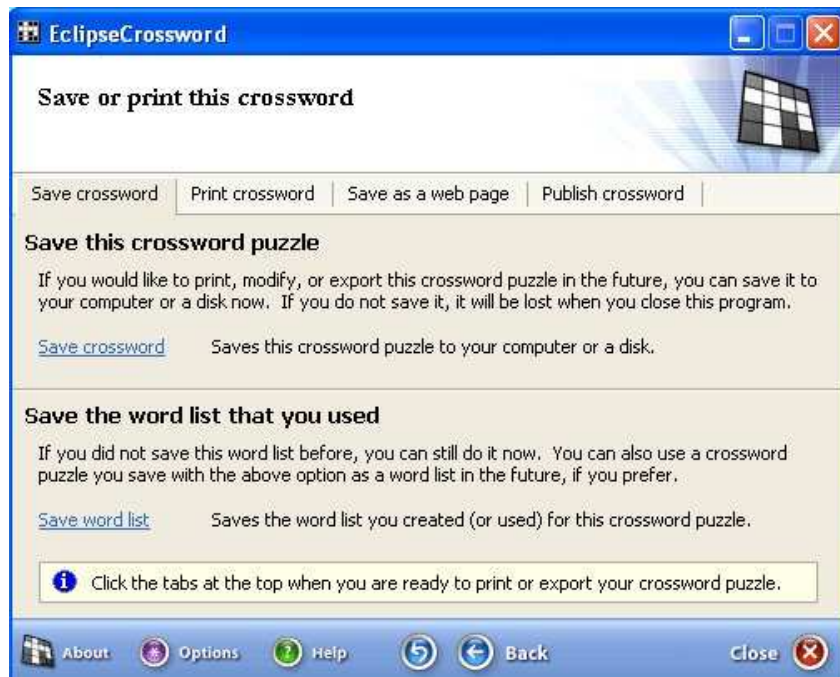 EclipseCrossword
Save or print this crossword
Save crossword Print crossword Save as a web page Publish crossword
Save this crossword puzzle
If you would like to print, modify, or export this crossword puzzle in the future, you can save it to
your computer or a disk now. If you do not save it, it will be lost when you close this program.
Save crossword Saves this crossword puzzle to your computer or a disk.
Save the word list that you used
If you did not save this word list before, you can still do it now. You can also use a crossword
puzzle you save with the above option as a word list in the future, if you prefer.
Save word list Saves the word list you created (or used) for this crossword puzzle.
Click the tabs at the top when you are ready to print or export your crossword puzzle.
About Options Help Back Close